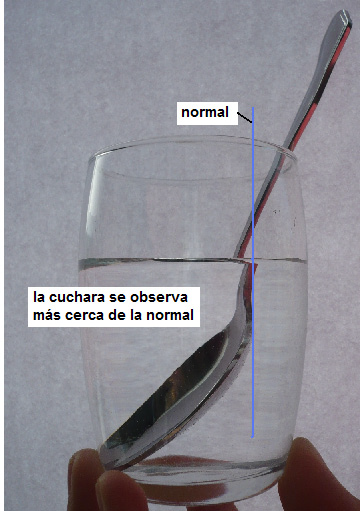 normal
la cuchara se observa
más cerca de la normal